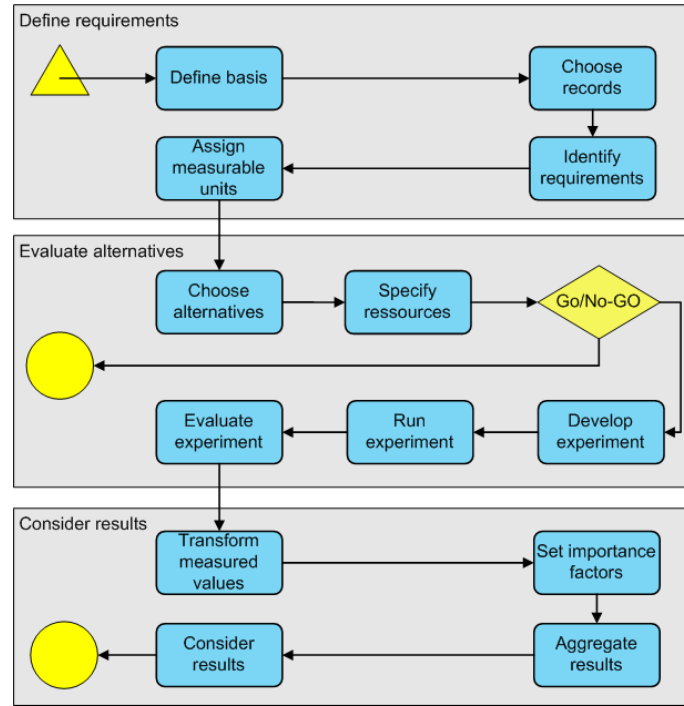 Define requirements
Define basis
Choose
records
Assign
measurable
units
Identify
requirements
Evaluate alternatives
Choose
alternatives
Specify
ressources
Go/No-GO
Evaluate
experiment
Run
experiment
Develop
experiment
Consider results
Transform
measured
values
Set importance
factors
Consider
results
Aggregate
results